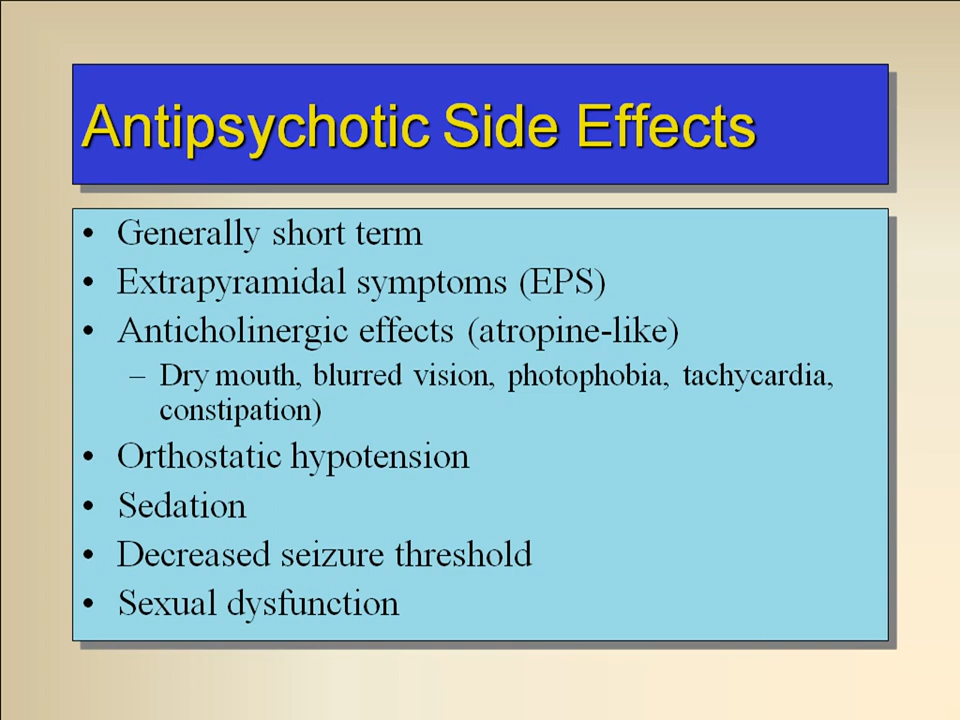 Antipsychotic Side Effects
• Generally short term
• Extrapyramidal symptoms (EPS)
• Anticholinergic effects (atropine-like)
– Dry mouth, blurred vision, photophobia, tachycardia,
constipation)
• Orthostatic hypotension
• Sedation
• Decreased seizure threshold
• Sexual dysfunction